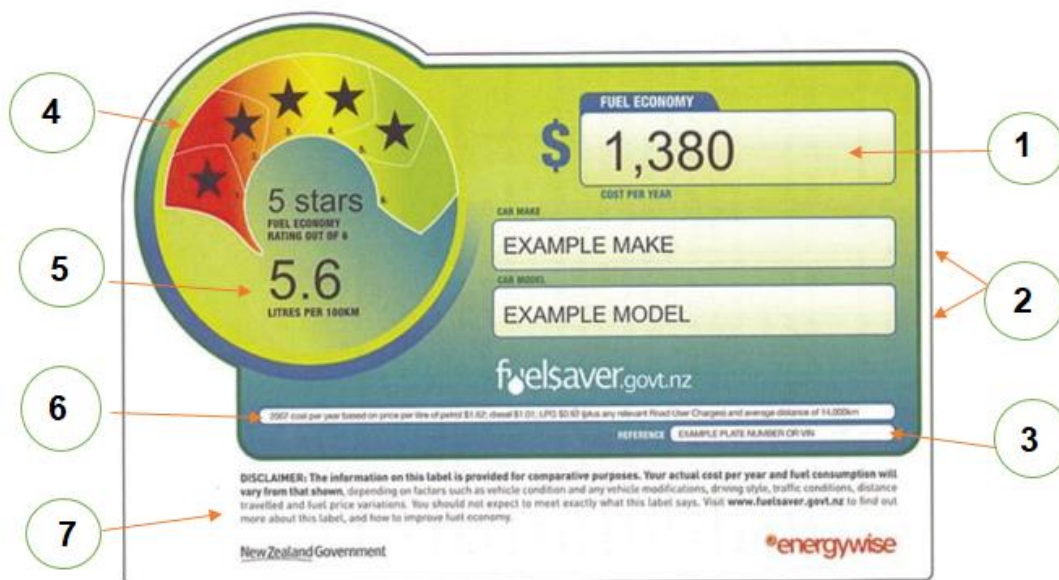 4
1
5
2
6
3
7
FUEL ECONOMY
$ 1,380
COST PER YEAR
CAR MAKE
EXAMPLE MAKE
CAR MODEL
EXAMPLE MODEL
1.
2.
3.
4.
5.
6.
5 stars
FUEL ECONOMY
RATING OUT OF 6
5.6
LITRES PER 100KM
fuelsaver.govt.nz
2007 cost per year based on price per litre of petrol $1.62; diesel $1.01; LPG $0.92 (plus any relevant Road User Charges) and average distance of 14,000km
REFERENCE EXAMPLE PLATE NUMBER OR VIN
DISCLAIMER: The information on this label is provided for comparative purposes. Your actual cost per year and fuel consumption will
vary from that shown, depending on factors such as vehicle condition and any vehicle modifications, driving style, traffic conditions, distance
travelled and fuel price variations. You should not expect to meet exactly what this label says. Visit www.fuelsaver.govt.nz to find out
more about this label, and how to improve fuel economy.
New Zealand Government
energywise